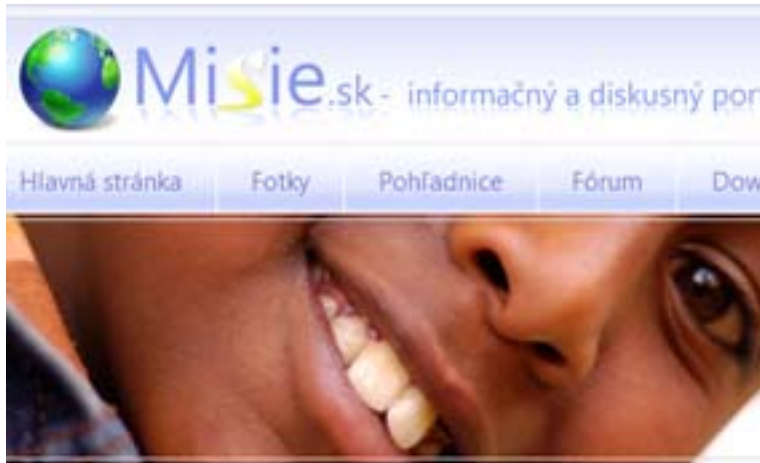 Misie.sk - informačný a diskusný por
Hlavná stránka Fotky Pohľadnice Fórum Dow